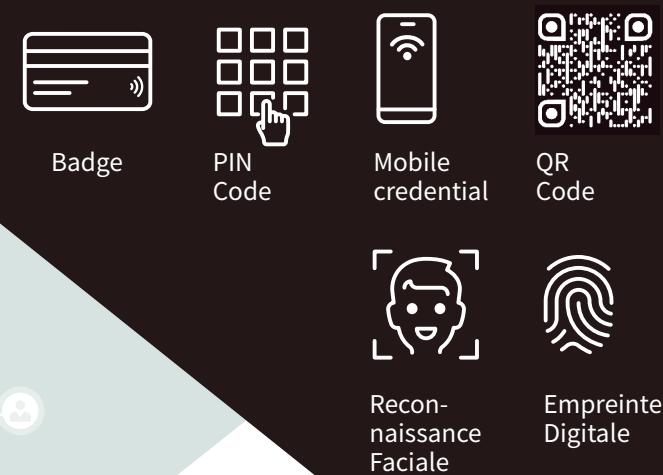 Badge
PIN
Code
Mobile
credential
QR
Code
Recon-
naissance
Faciale
Empreinte
Digitale